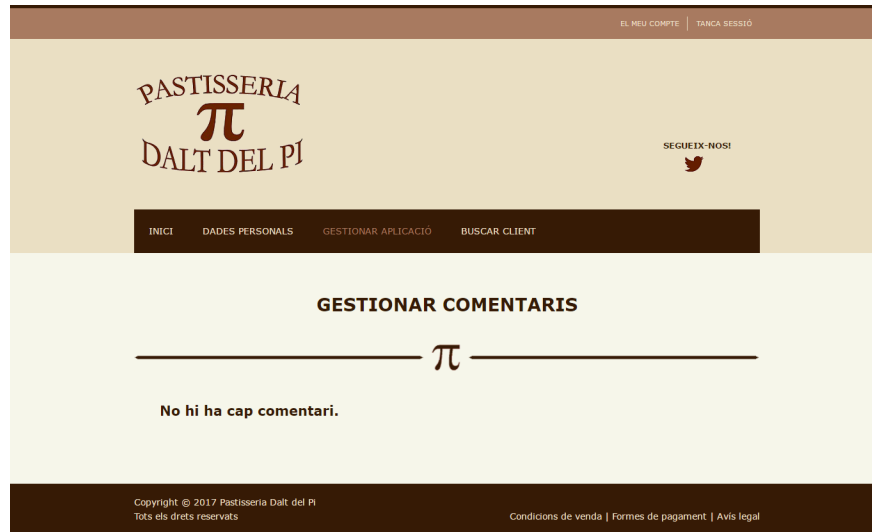 EL MEU COMPTE | TANCA SESSIÓ
PASTISSERIA
π
DALT DEL PI
SEGUEIX-NOS!
INICI DADES PERSONALS GESTIONAR APLICACIÓ BUSCAR CLIENT
GESTIONAR COMENTARIS
π
No hi ha cap comentari.
Copyright © 2017 Pastisseria Dalt del Pi
Tots els drets reservats
Condicions de venda | Formes de pagament | Avís legal